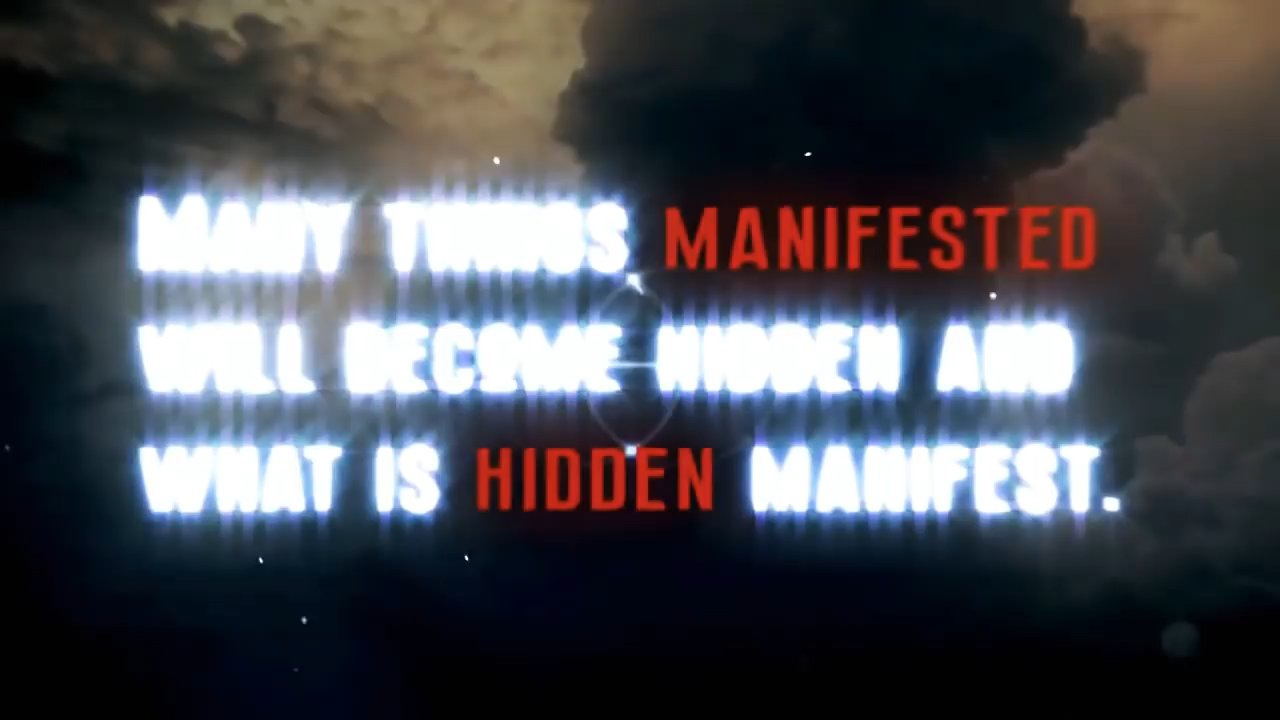 MANY THINGS MANIFESTED
WILL BECOME HIDDEN AND
WHAT IS HIDDEN MANIFEST.